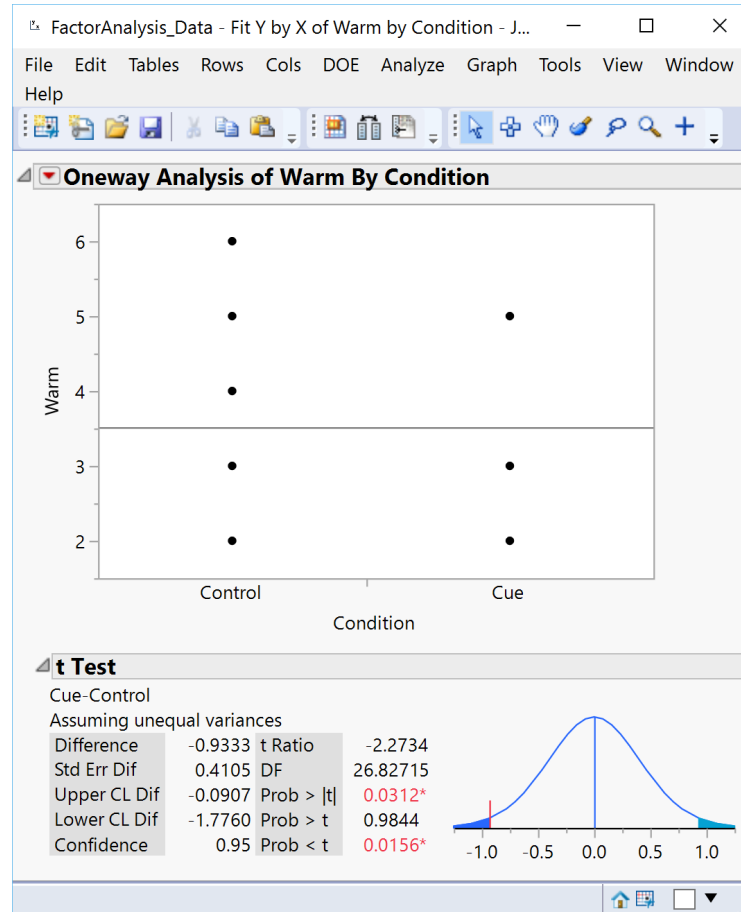 FactorAnalysis_Data - Fit Y by X of Warm by Condition - J...
File Edit Tables Rows Cols DOE Analyze Graph Tools View Window
Help
Oneway Analysis of Warm By Condition
6
5
4
3
2
Warm
Control Cue
Condition
t Test
Cue-Control
Assuming unequal variances
Difference -0.9333 t Ratio -2.2734
Std Err Dif 0.4105 DF 26.82715
Upper CL Dif -0.0907 Prob > |t| 0.0312*
Lower CL Dif -1.7760 Prob > t 0.9844
Confidence 0.95 Prob < t 0.0156*
-1.0 -0.5 0.0 0.5 1.0